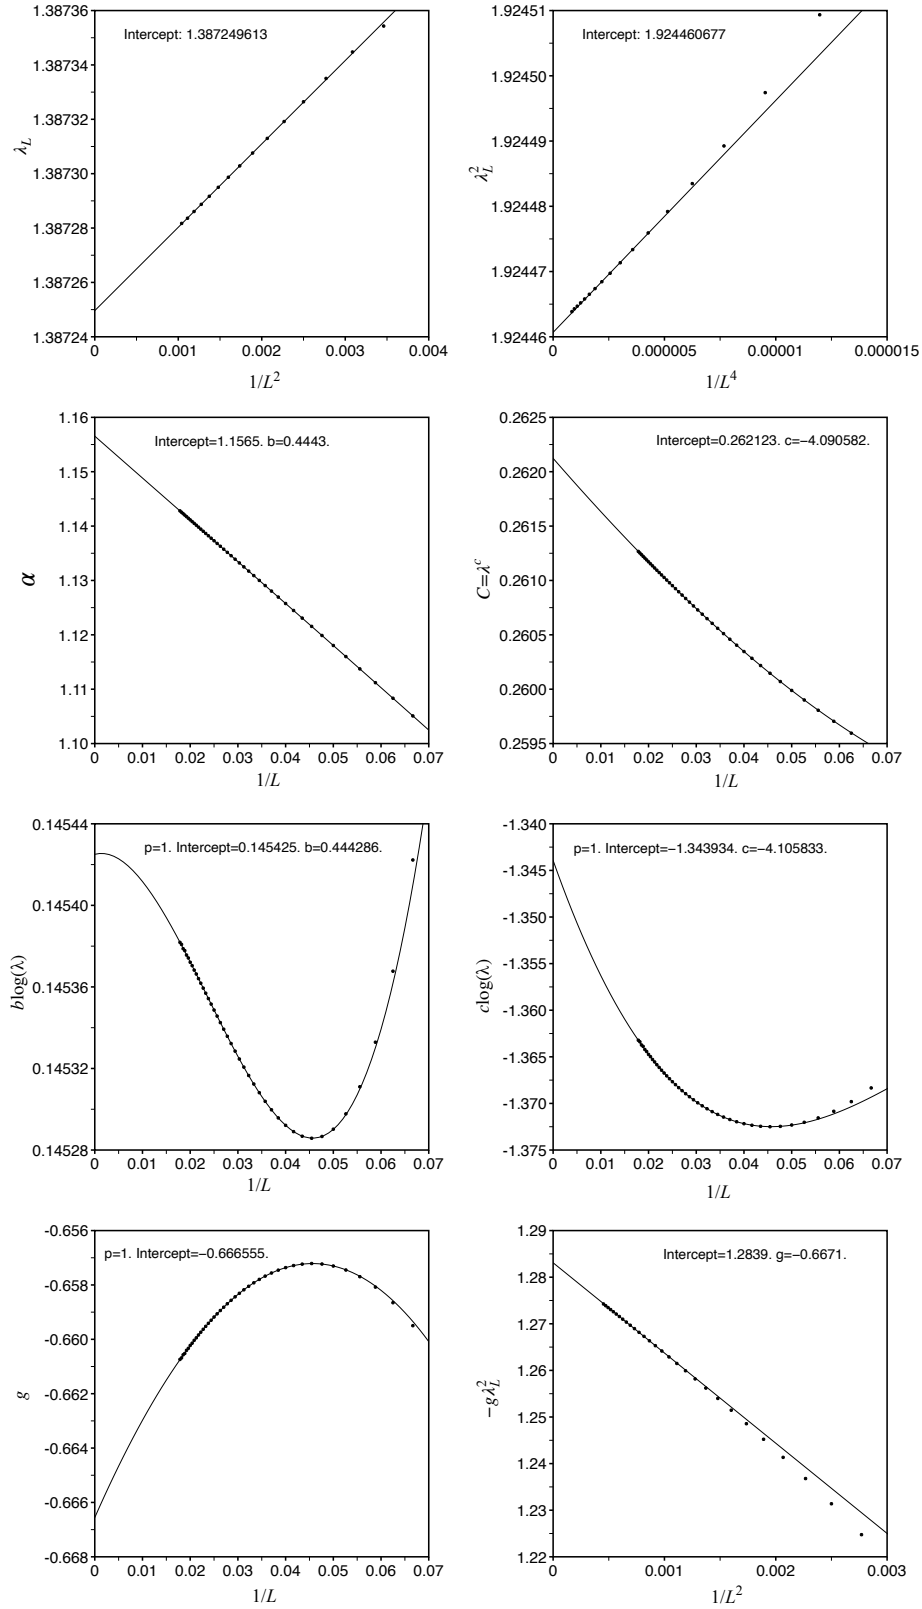 Intercept: 1.387249613
1.38736
1.38734
1.38732
1.38730
1.38728
1.38726
1.38724
λ_L
0 0.001 0.002 0.003 0.004
1/L²
Intercept: 1.924460677
1.92451
1.92450
1.92449
1.92448
1.92447
1.92446
λ_L²
0 0.000005 0.00001 0.000015
1/L⁴
Intercept=1.1565. b=0.4443.
1.16
1.15
1.14
1.13
1.12
1.11
1.10
α
0 0.01 0.02 0.03 0.04 0.05 0.06 0.07
1/L
Intercept=0.262123. c=−4.090582.
0.2625
0.2620
0.2615
0.2610
0.2605
0.2600
0.2595
C=λ^c
0 0.01 0.02 0.03 0.04 0.05 0.06 0.07
1/L
p=1. Intercept=0.145425. b=0.444286.
0.14544
0.14540
0.14536
0.14532
0.14528
blog(λ)
0 0.01 0.02 0.03 0.04 0.05 0.06 0.07
1/L
p=1. Intercept=−1.343934. c=−4.105833.
-1.340
-1.345
-1.350
-1.355
-1.360
-1.365
-1.370
-1.375
clog(λ)
0 0.01 0.02 0.03 0.04 0.05 0.06 0.07
1/L
p=1. Intercept=−0.666555.
-0.656
-0.658
-0.660
-0.662
-0.664
-0.666
-0.668
g
0 0.01 0.02 0.03 0.04 0.05 0.06 0.07
1/L
Intercept=1.2839. g=−0.6671.
1.29
1.28
1.27
1.26
1.25
1.24
1.23
1.22
−gλ_L²
0 0.001 0.002 0.003
1/L²